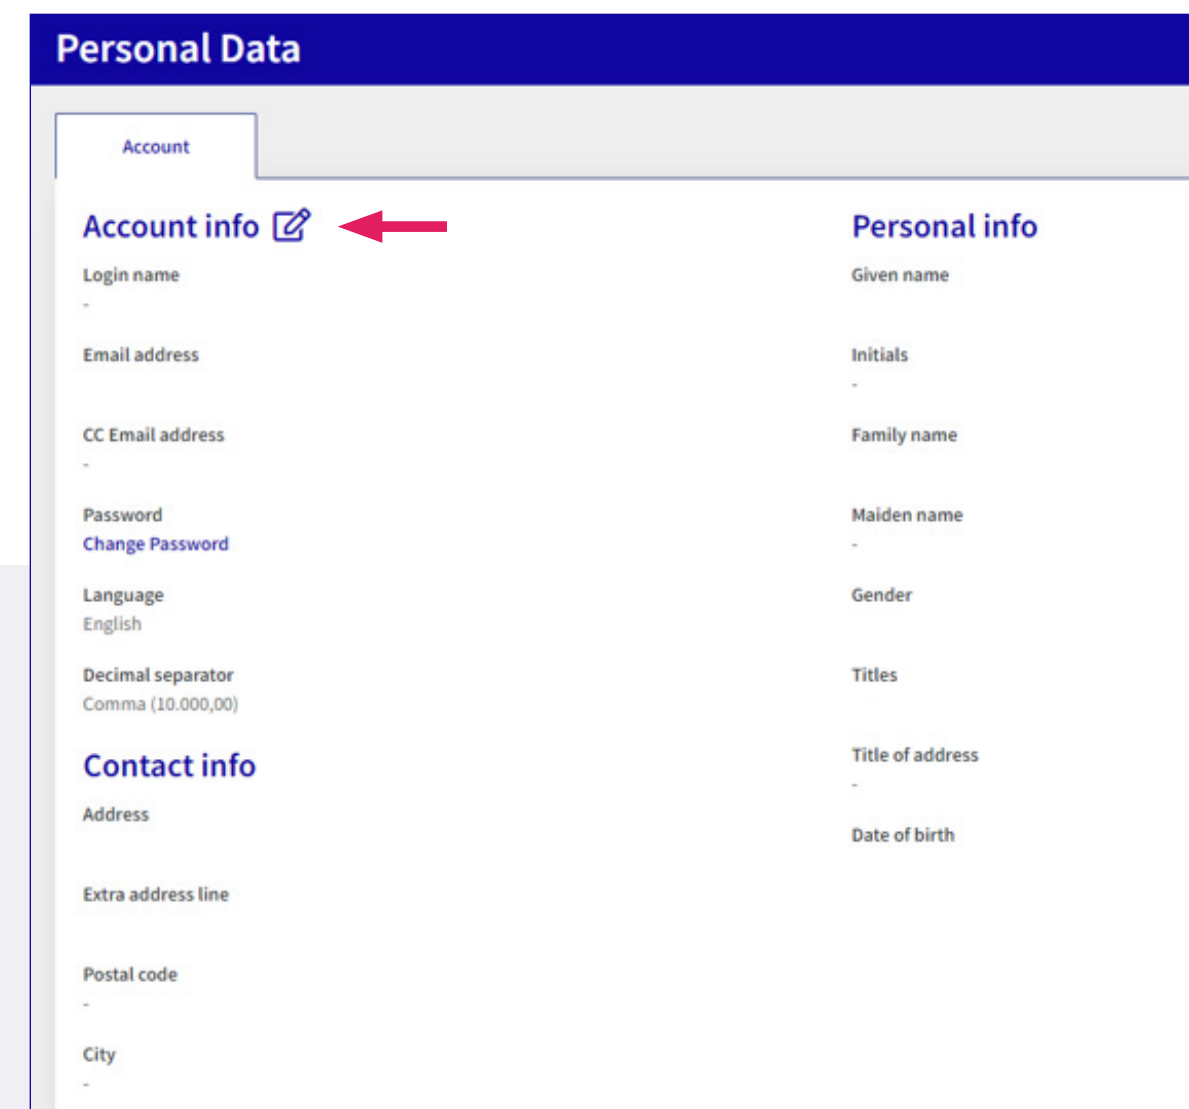 Personal Data
Account
Account info
Login name
-
Email address
CC Email address
-
Password
Change Password
Language
English
Decimal separator
Comma (10.000,00)
Contact info
Address
Extra address line
Postal code
-
City
-
Personal info
Given name
Initials
-
Family name
Maiden name
-
Gender
Titles
Title of address
-
Date of birth